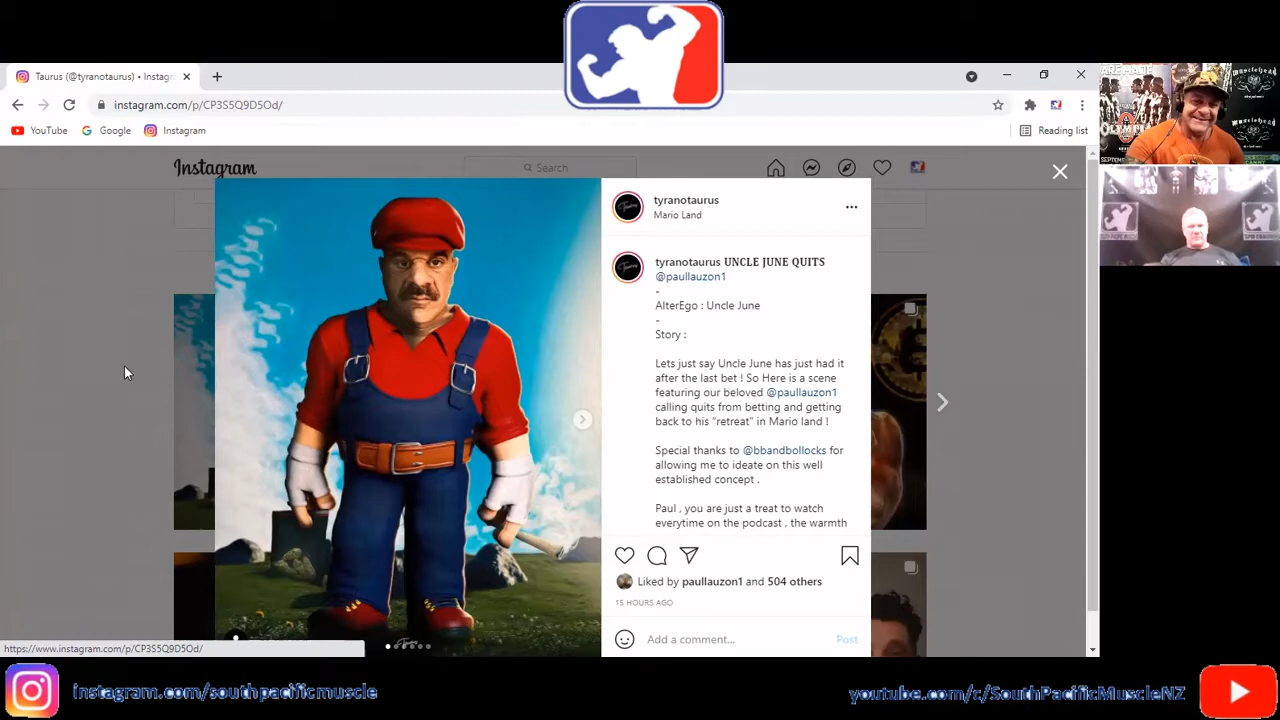 Taurus (@tyranotaurus) • Instagr
instagram.com/p/CP3S5Q9D5Od/
YouTube
Google
Instagram
Reading list
Instagram
Search
tyranotaurus
Mario Land
tyranotaurus UNCLE JUNE QUITS
@paullauzon1
-
AlterEgo : Uncle June
-
Story :
Lets just say Uncle June has just had it
after the last bet ! So Here is a scene
featuring our beloved @paullauzon1
calling quits from betting and getting
back to his "retreat" in Mario land !
Special thanks to @bbandbollocks for
allowing me to ideate on this well
established concept .
Paul , you are just a treat to watch
everytime on the podcast , the warmth
Liked by paullauzon1 and 504 others
15 HOURS AGO
Add a comment...
Post
https://www.instagram.com/p/CP3S5Q9D5Od/
instagram.com/southpacificmuscle
youtube.com/c/SouthPacificMuscleNZ